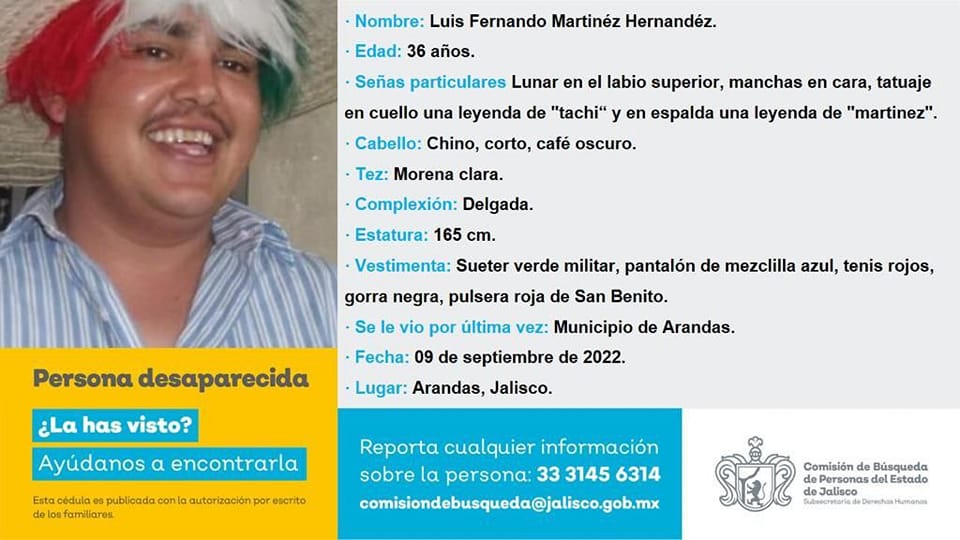 · Nombre: Luis Fernando Martinéz Hernandéz.
· Edad: 36 años.
· Señas particulares Lunar en el labio superior, manchas en cara, tatuaje
en cuello una leyenda de "tachi“ y en espalda una leyenda de "martinez".
· Cabello: Chino, corto, café oscuro.
· Tez: Morena clara.
· Complexión: Delgada.
· Estatura: 165 cm.
· Vestimenta: Sueter verde militar, pantalón de mezclilla azul, tenis rojos,
gorra negra, pulsera roja de San Benito.
· Se le vio por última vez: Municipio de Arandas.
· Fecha: 09 de septiembre de 2022.
· Lugar: Arandas, Jalisco.
Persona desaparecida
¿La has visto?
Ayúdanos a encontrarla
Esta cédula es publicada con la autorización por escrito
de los familiares.
Reporta cualquier información
sobre la persona: 33 3145 6314
comisiondebusqueda@jalisco.gob.mx
Comisión de Búsqueda
de Personas del Estado
de Jalisco
Subsecretaría de Derechos Humanos